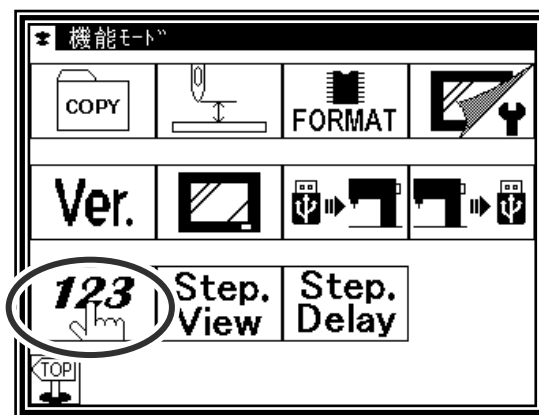 機能ﾓｰﾄﾞ
COPY
FORMAT
Ver.
123
Step.
View
Step.
Delay
TOP